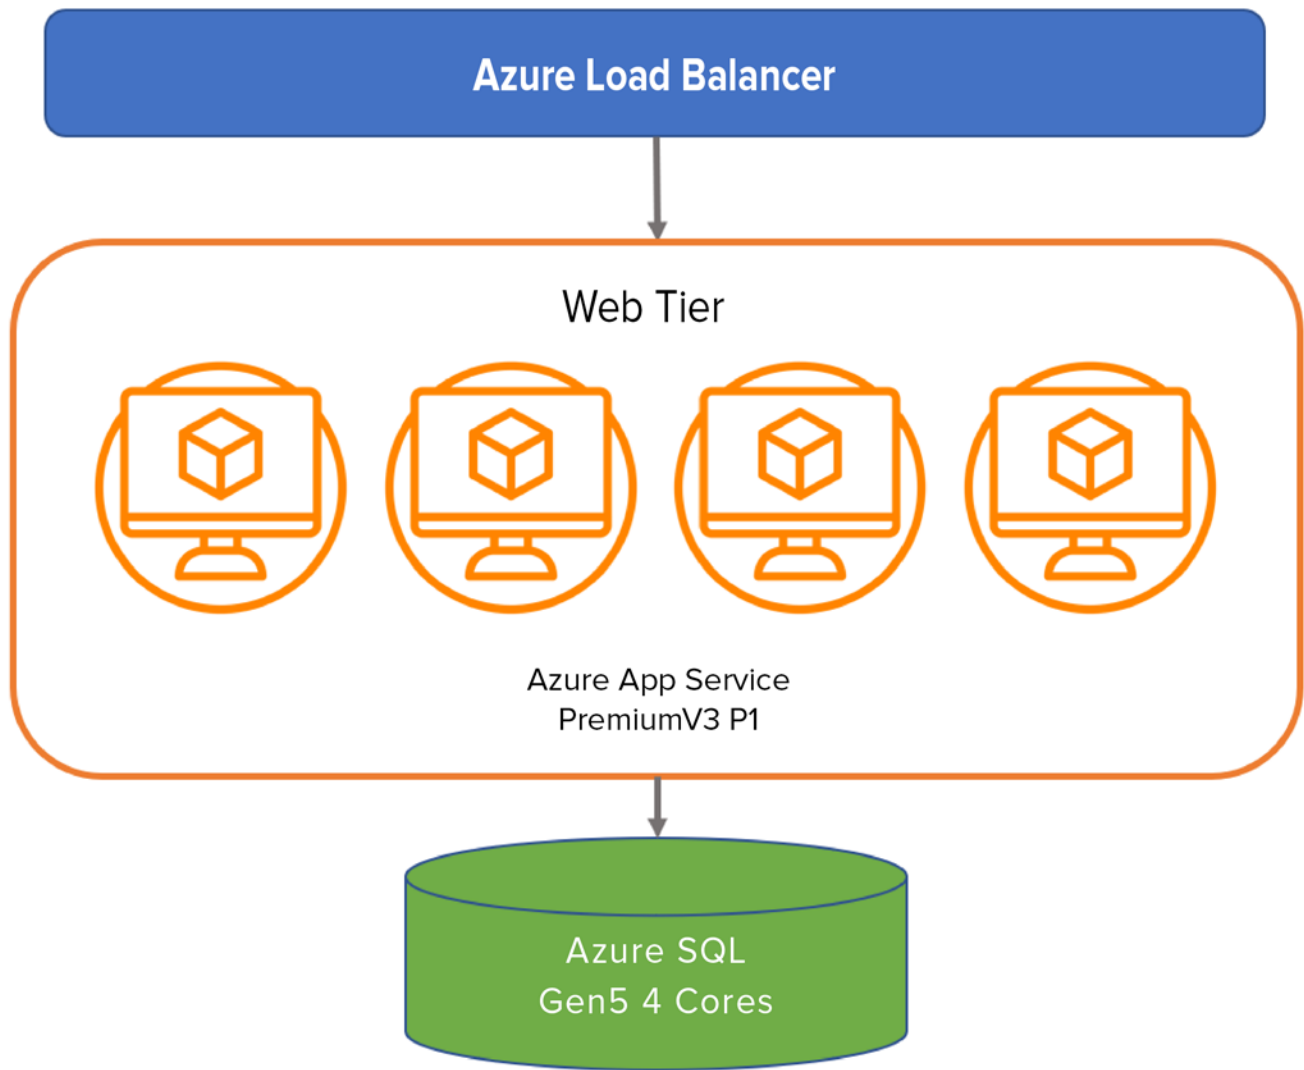 Azure Load Balancer
Web Tier
Azure App Service
PremiumV3 P1
Azure SQL
Gen5 4 Cores